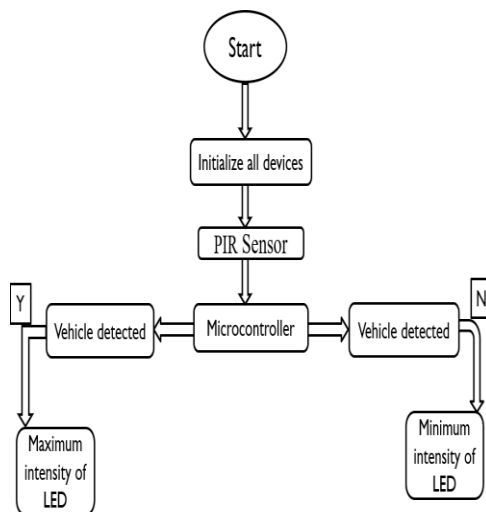 Start
Initialize all devices
PIR Sensor
Y
N
Vehicle detected
Microcontroller
Vehicle detected
Maximum
intensity of
LED
Minimum
intensity of
LED